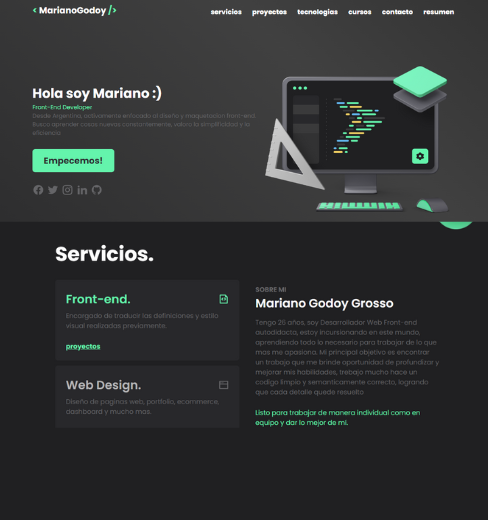 < MarianoGodoy />
servicios proyectos tecnologias cursos contacto resumen
Hola soy Mariano :)
Front-End Developer
Desde Argentina, activamente enfocado al diseño y maquetacion front-end.
Busco aprender cosas nuevas constantemente, valoro la simplicidad y la
eficiencia.
Empecemos!
Servicios.
Front-end.
Encargado de traducir las definiciones y estilo
visual realizadas previamente.
proyectos
Web Design.
Diseño de paginas web, portfolio, ecommerce,
dashboard y mucho mas.
SOBRE MI
Mariano Godoy Grosso
Tengo 20 años, soy Desarrollador Web Front-end
autodidacta, estoy incursionando en este mundo,
aprendiendo todo lo necesario para trabajar de lo que
mas me apasiona. Mi principal objetivo es encontrar
un trabajo que me brinde oportunidad de profundizar y
mejorar mis habilidades, trabajo mucho hace un
codigo limpio y semanticamente correcto, logrando
que cada detalle quede resuelto
Listo para trabajar de manera individual como en
equipo y dar lo mejor de mi.